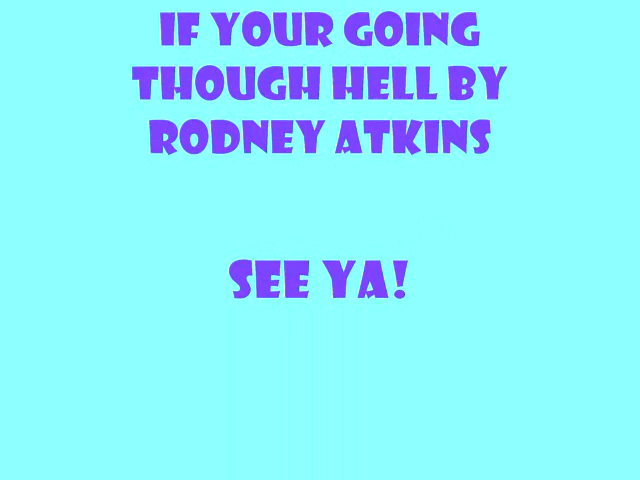 IF YOUR GOING
THOUGH HELL BY
RODNEY ATKINS
SEE YA!